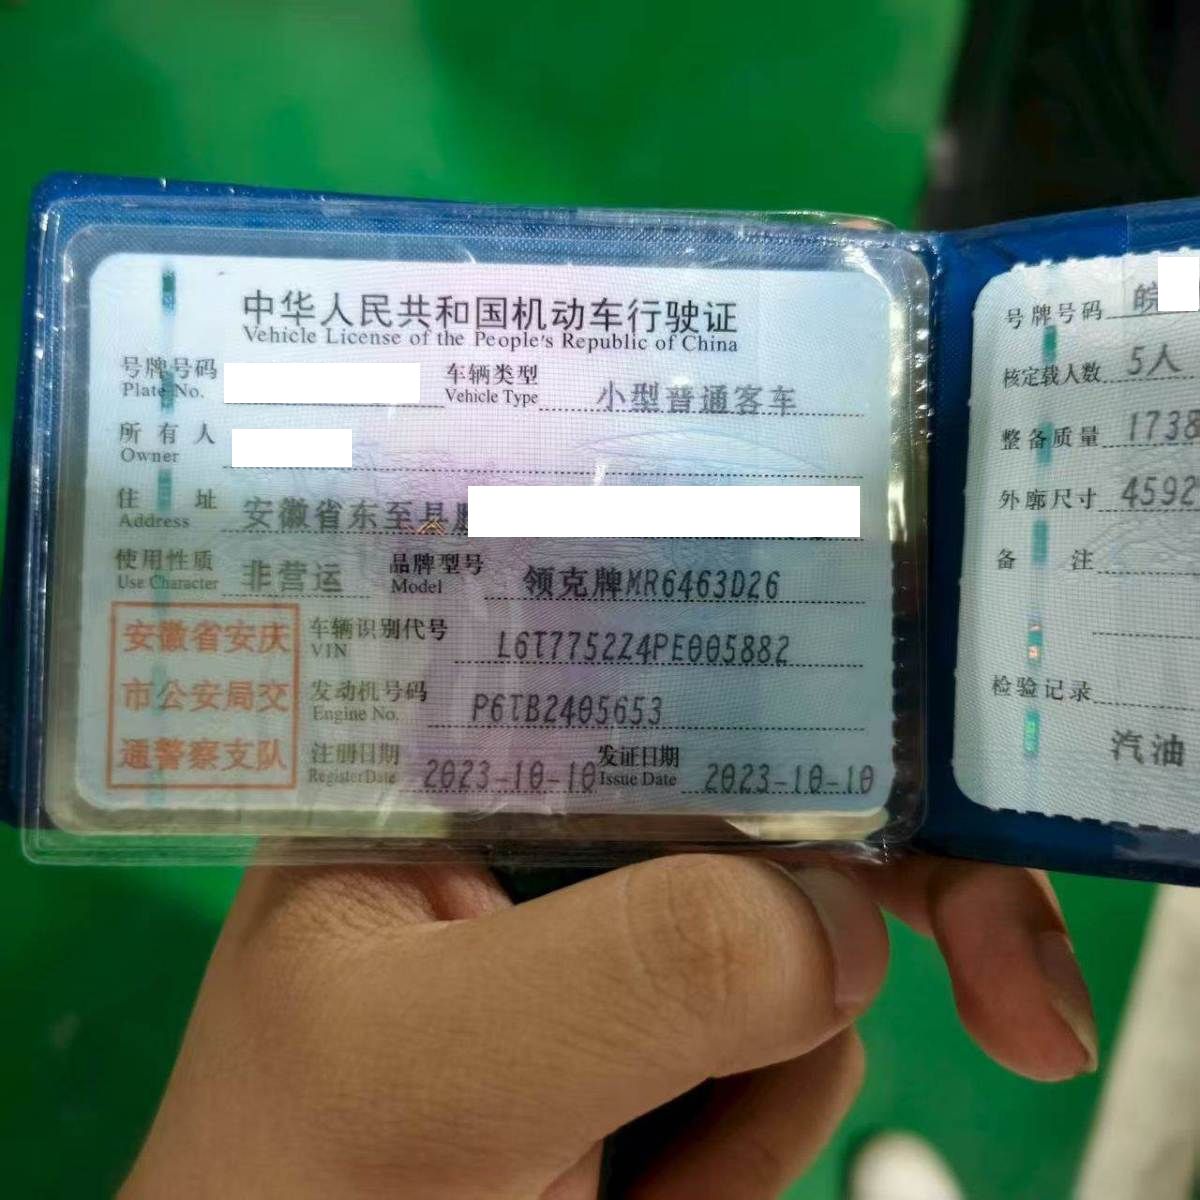 中华人民共和国机动车行驶证
Vehicle License of the People's Republic of China
号牌号码
Plate No.
车辆类型 小型普通客车
Vehicle Type
所有人
Owner
住址 安徽省东至县
Address
使用性质 非营运
Use Character
品牌型号 领克牌MR6463D26
Model
安徽省安庆
市公安局交
通警察支队
车辆识别代号 L6T7752Z4PE005882
VIN
发动机号码 P6TB2405653
Engine No.
注册日期 2023-10-10
Register Date
发证日期 2023-10-10
Issue Date
号牌号码 皖
核定载人数 5人
整备质量 1738
外廓尺寸 4592
备注
检验记录
汽油